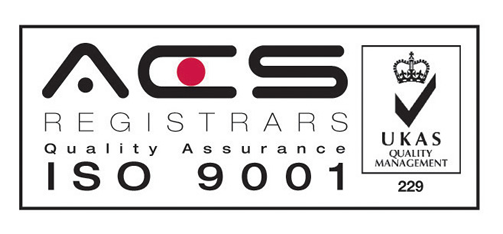 ACS
REGISTRARS
Quality Assurance
ISO 9001
UKAS
QUALITY
MANAGEMENT
229